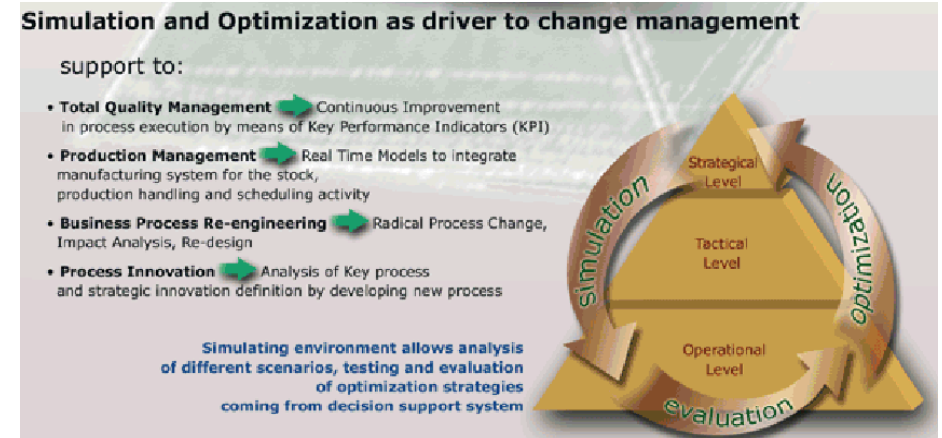 Simulation and Optimization as driver to change management
support to:
• Total Quality Management Continuous Improvement
in process execution by means of Key Performance Indicators (KPI)
• Production Management Real Time Models to integrate
manufacturing system for the stock,
production handling and scheduling activity
• Business Process Re-engineering Radical Process Change,
Impact Analysis, Re-design
• Process Innovation Analysis of Key process
and strategic innovation definition by developing new process
Simulating environment allows analysis
of different scenarios, testing and evaluation
of optimization strategies
coming from decision support system
Strategical
Level
Tactical
Level
Operational
Level
simulation
optimization
evaluation